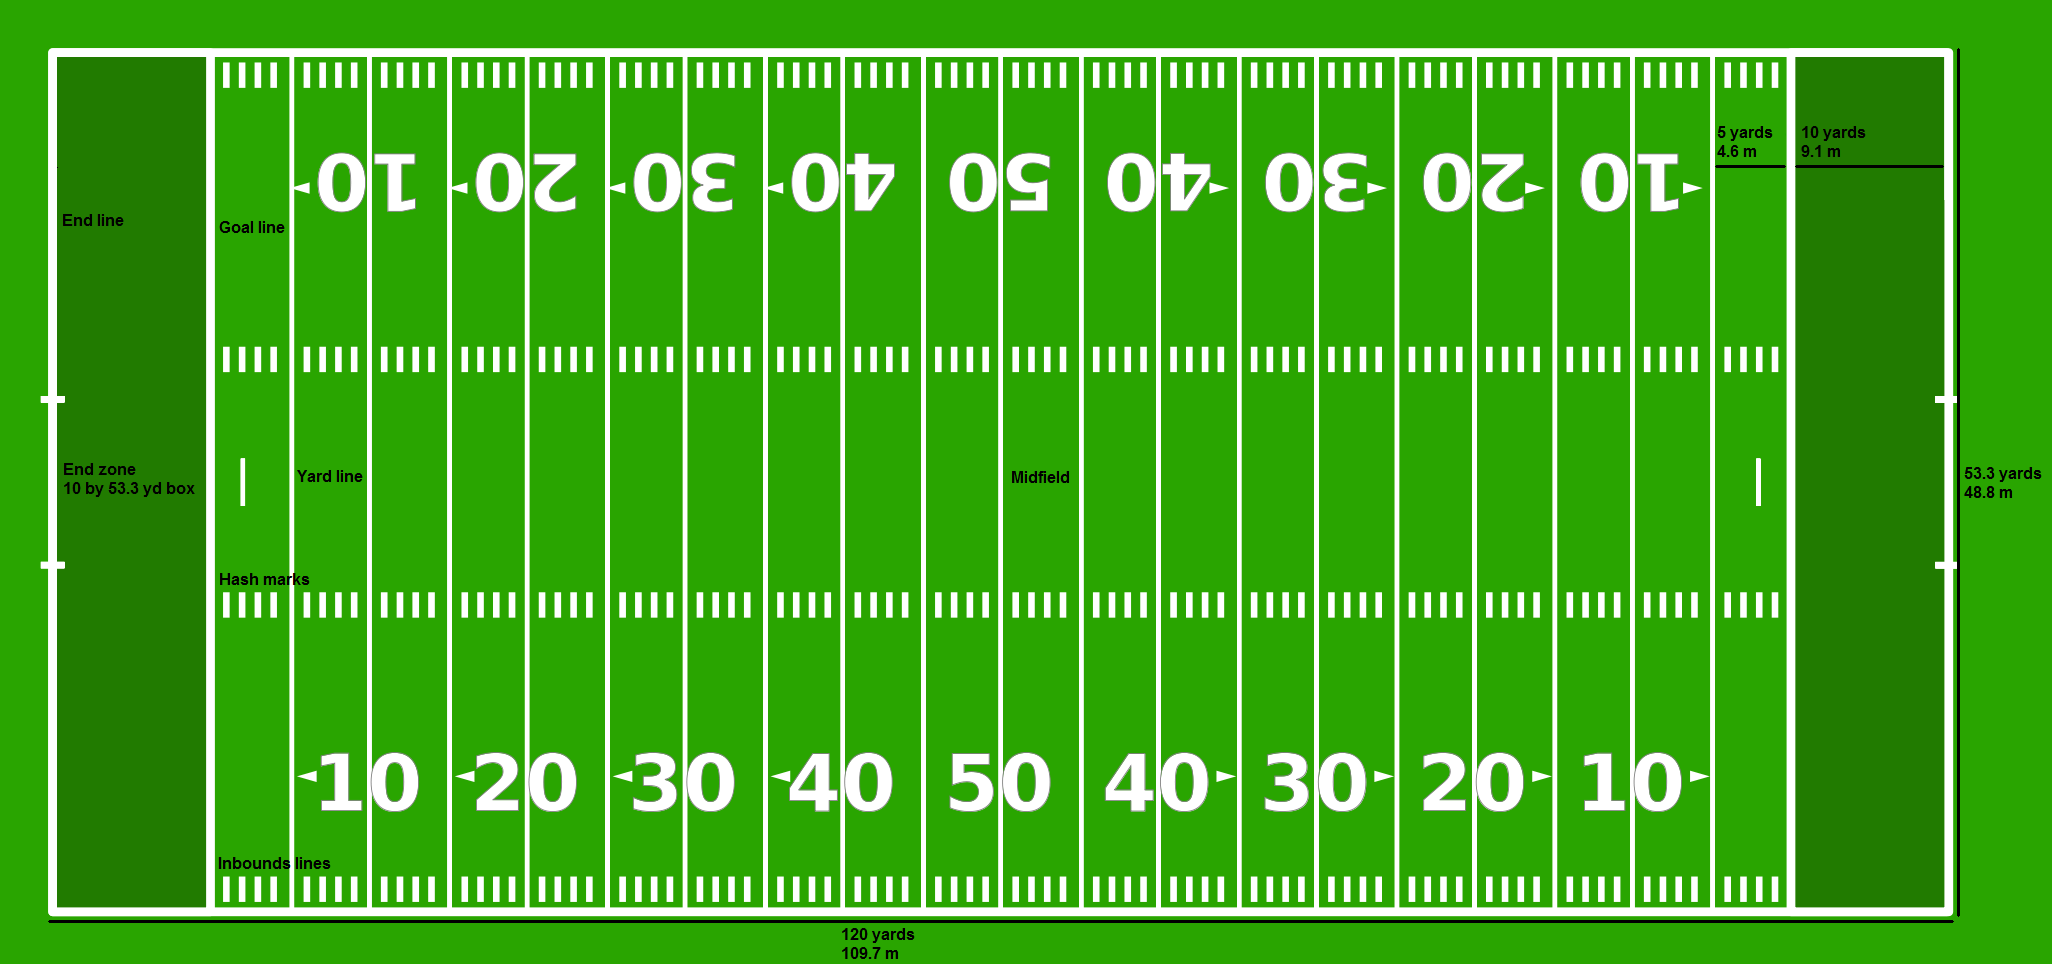 5 yards
4.6 m
10 yards
9.1 m
10 20 30 40 50 40 30 20 10
End line
Goal line
End zone
10 by 53.3 yd box
Yard line
Midfield
53.3 yards
48.8 m
Hash marks
10 20 30 40 50 40 30 20 10
Inbounds lines
120 yards
109.7 m